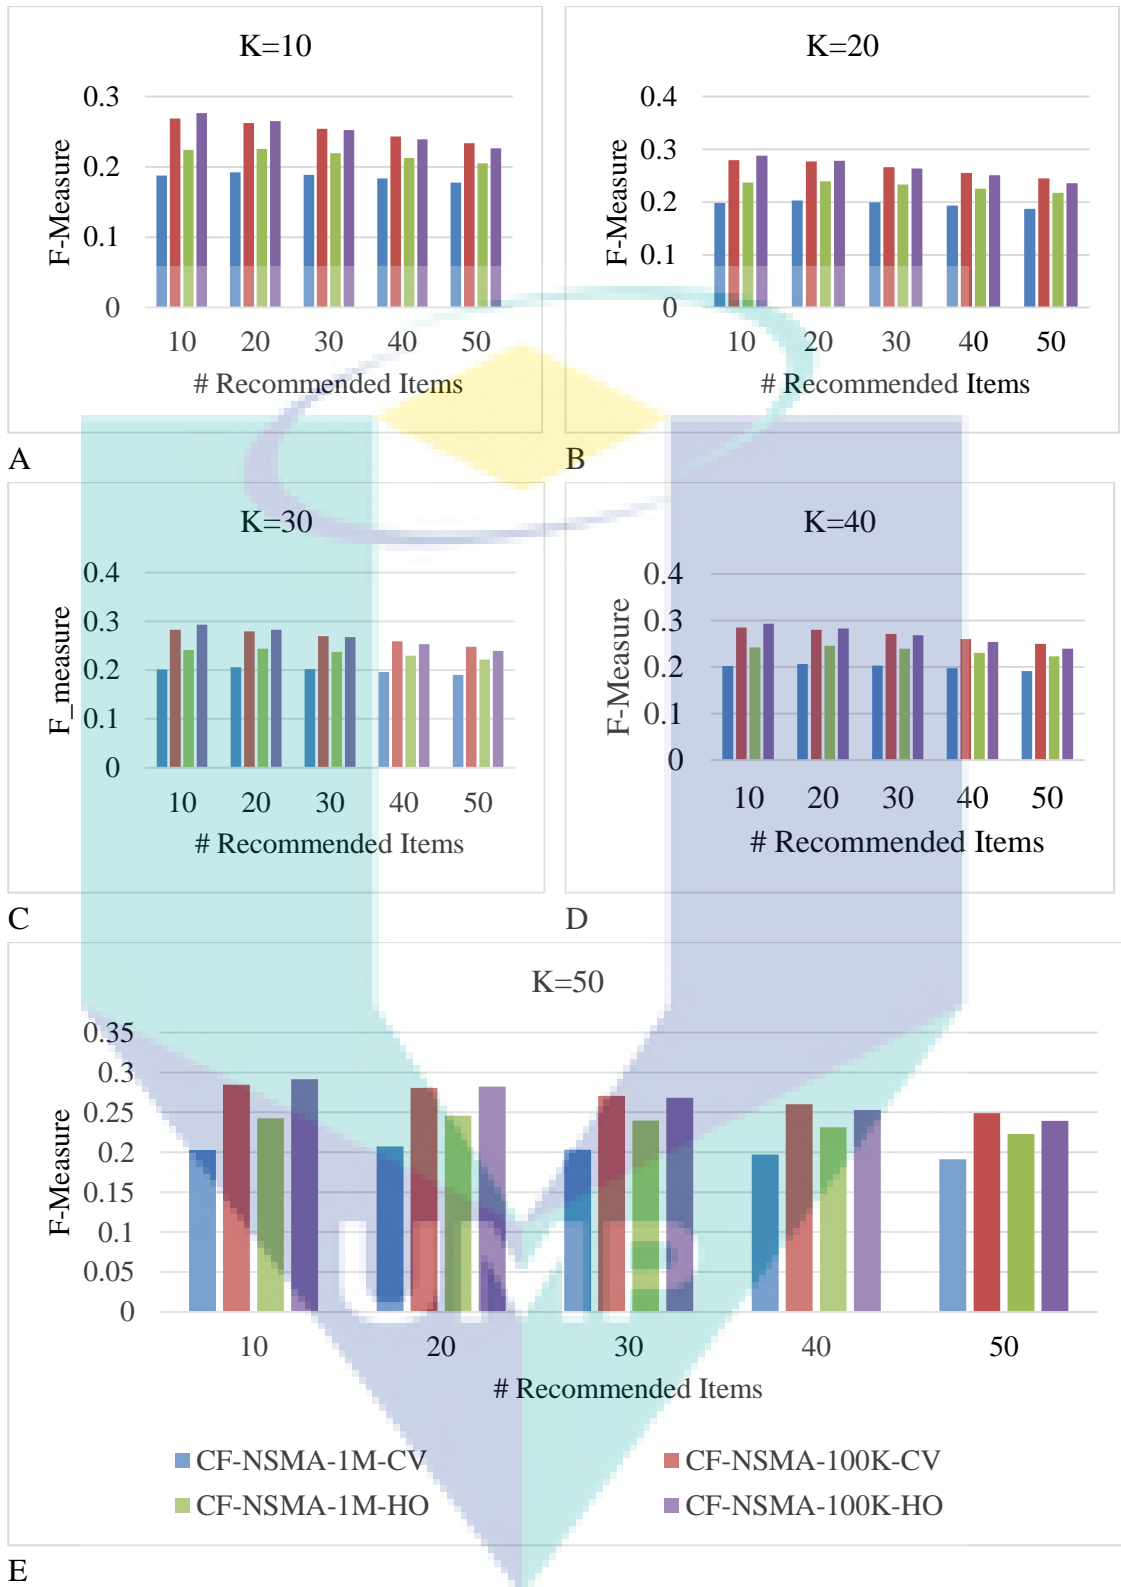 K=10
F-Measure
0.3
0.2
0.1
0
10 20 30 40 50
# Recommended Items
A
K=20
F-Measure
0.4
0.3
0.2
0.1
0
10 20 30 40 50
# Recommended Items
B
K=30
F_measure
0.4
0.3
0.2
0.1
0
10 20 30 40 50
# Recommended Items
C
K=40
F-Measure
0.4
0.3
0.2
0.1
0
10 20 30 40 50
# Recommended Items
D
K=50
F-Measure
0.35
0.3
0.25
0.2
0.15
0.1
0.05
0
10 20 30 40 50
# Recommended Items
CF-NSMA-1M-CV
CF-NSMA-100K-CV
CF-NSMA-1M-HO
CF-NSMA-100K-HO
E
UMP